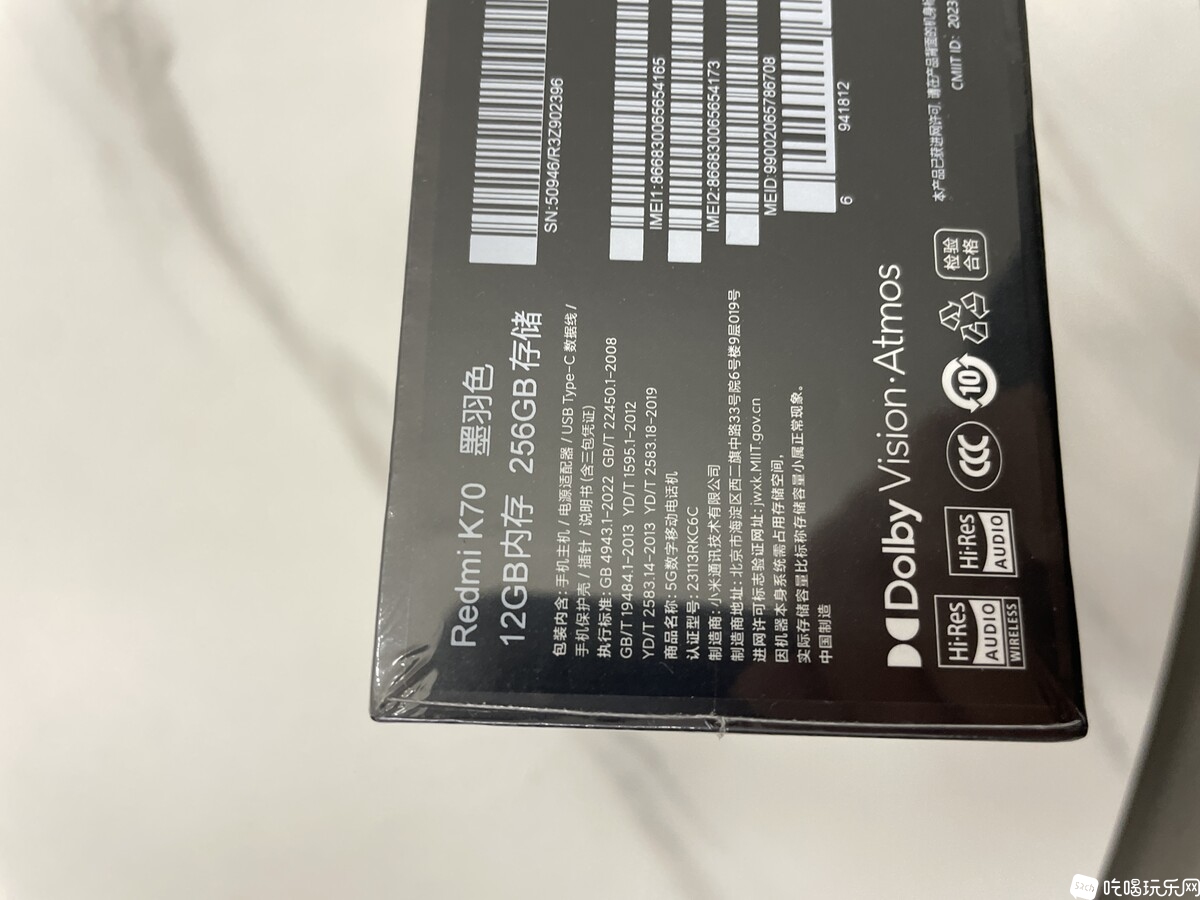 Redmi K70 墨羽色
12GB内存 256GB存储
包装内含: 手机主机 / 电源适配器 / USB Type-C 数据线 /
手机保护壳 / 插针 / 说明书 (含三包凭证)
执行标准: GB 4943.1-2022 GB/T 22450.1-2008
GB/T 19484.1-2013 YD/T 1595.1-2012
YD/T 2583.14-2013 YD/T 2583.18-2019
商品名称: 5G数字移动电话机
认证型号: 23113RKC6C
制造商: 小米通讯技术有限公司
制造商地址: 北京市海淀区西二旗中路33号院6号楼9层019号
进网许可标志验证网址: jwxk.MIIT.gov.cn
因机器本身系统需占用存储空间,
实际存储容量比标称存储容量小属正常现象。
中国制造
SN:50946/R3Z902396
IMEI1:866830065654165
IMEI2:866830065654173
MEID:99002065786708
6 941812
Dolby Vision·Atmos
Hi-Res
AUDIO
WIRELESS
Hi-Res
AUDIO
CCC
10
检验
合格
本产品已获进网许可, 请在产品背面的机身标
CMIIT ID: 2023
吃喝玩乐网